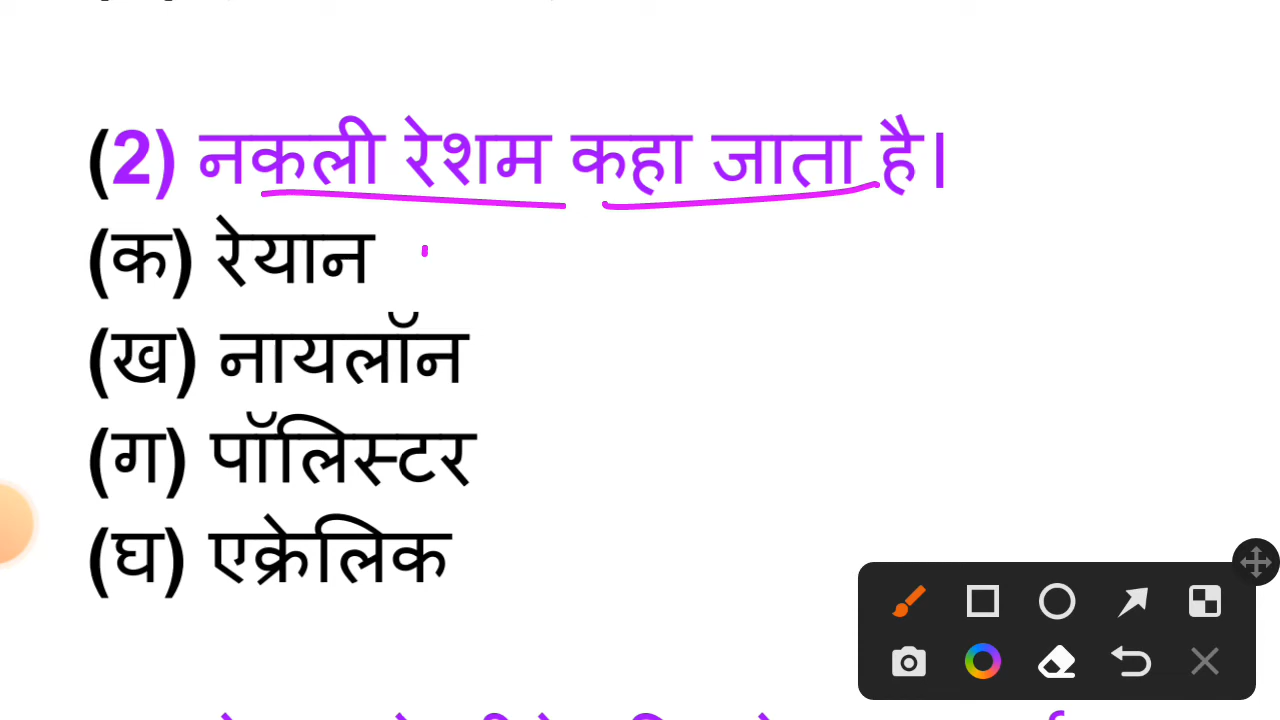 (2) नकली रेशम कहा जाता है।
(क) रेयान
(ख) नायलॉन
(ग) पॉलिस्टर
(घ) एक्रेलिक